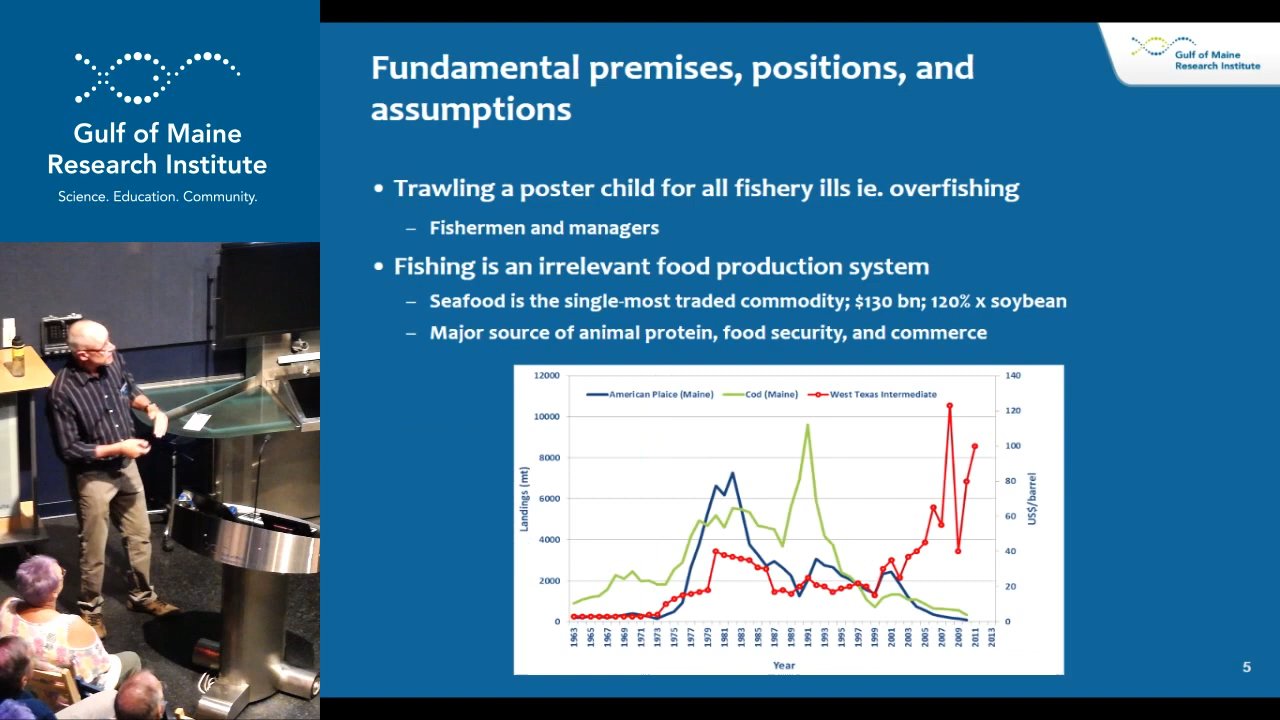 Gulf of Maine
Research Institute
Science. Education. Community.
Fundamental premises, positions, and
assumptions
Gulf of Maine
Research Institute
• Trawling a poster child for all fishery ills ie. overfishing
– Fishermen and managers
• Fishing is an irrelevant food production system
– Seafood is the single-most traded commodity; $130 bn; 120% x soybean
– Major source of animal protein, food security, and commerce
American Plaice (Maine) Cod (Maine) West Texas Intermediate
12000
10000
8000
6000
4000
2000
0
Landings (mt)
140
120
100
80
60
40
20
0
US$/barrel
1963 1965 1967 1969 1971 1973 1975 1977 1979 1981 1983 1985 1987 1989 1991 1993 1995 1997 1999 2001 2003 2005 2007 2009 2011 2013
Year
5